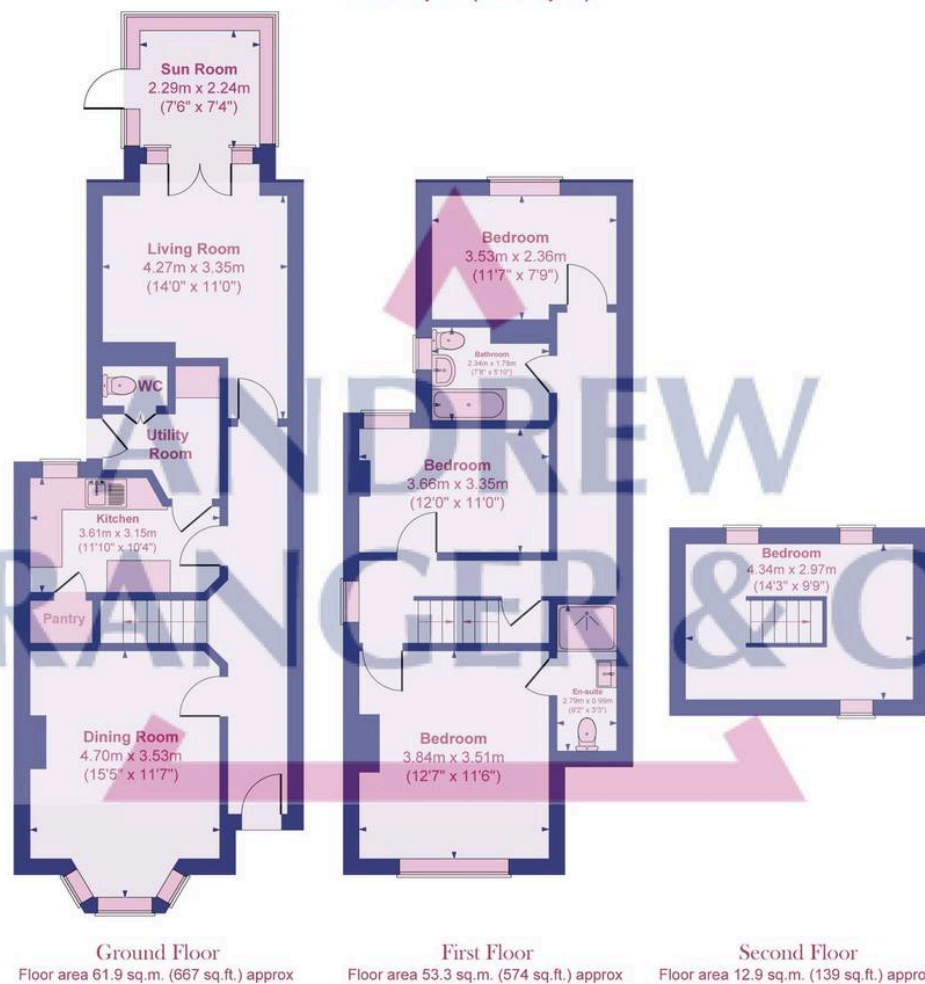 Sun Room
2.29m x 2.24m
(7'6" x 7'4")
Living Room
4.27m x 3.35m
(14'0" x 11'0")
WC
Utility
Room
Kitchen
3.61m x 3.15m
(11'10" x 10'4")
Pantry
Dining Room
4.70m x 3.53m
(15'5" x 11'7")
Bedroom
3.53m x 2.36m
(11'7" x 7'9")
Bathroom
2.34m x 1.78m
(7'8" x 5'10")
Bedroom
3.66m x 3.35m
(12'0" x 11'0")
En-suite
2.79m x 0.99m
(9'2" x 3'3")
Bedroom
3.84m x 3.51m
(12'7" x 11'6")
Bedroom
4.34m x 2.97m
(14'3" x 9'9")
ANDREW
RANGER & C
Ground Floor
Floor area 61.9 sq.m. (667 sq.ft.) approx
First Floor
Floor area 53.3 sq.m. (574 sq.ft.) approx
Second Floor
Floor area 12.9 sq.m. (139 sq.ft.) appro